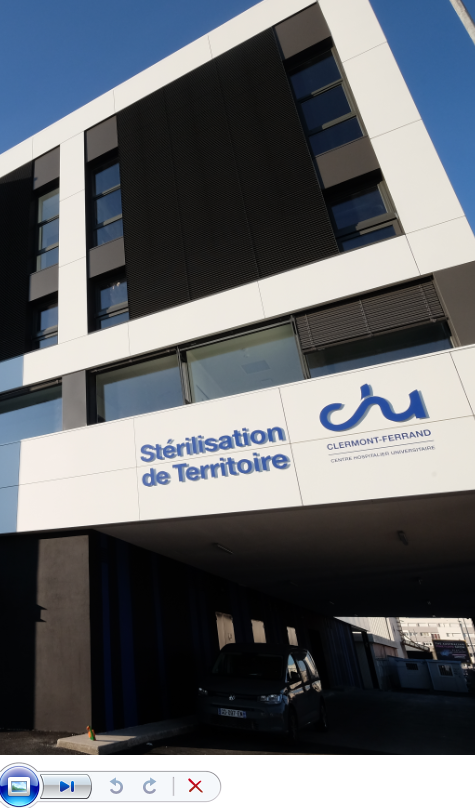 Stérilisation
de Territoire
chu
CLERMONT-FERRAND
CENTRE HOSPITALIER UNIVERSITAIRE